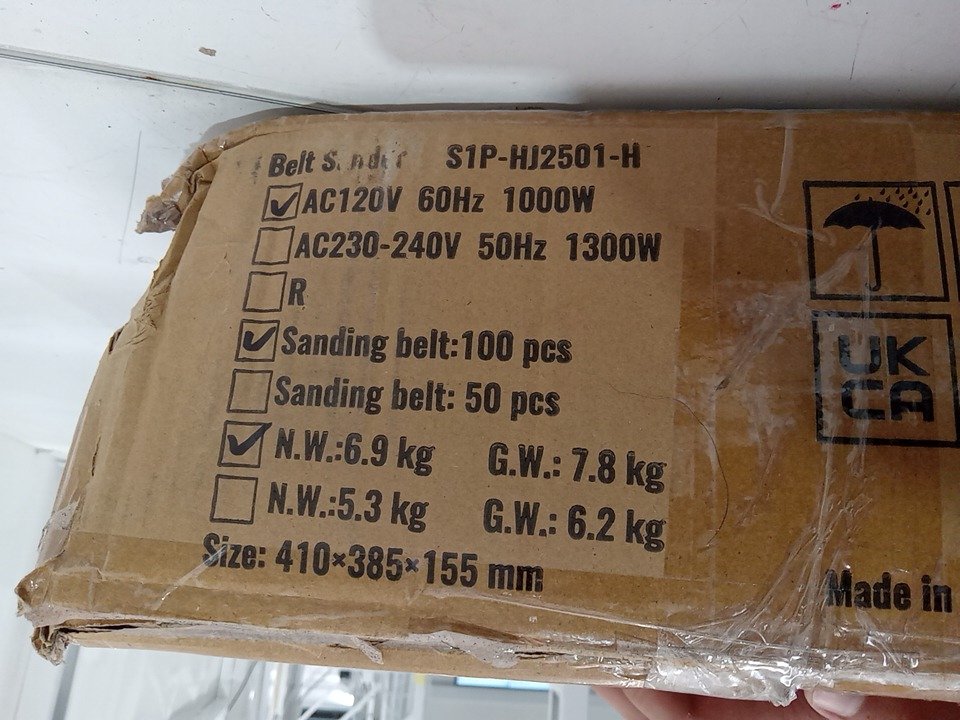 Belt Sander S1P-HJ2501-H
AC120V 60Hz 1000W
AC230-240V 50Hz 1300W
R
Sanding belt:100 pcs
Sanding belt: 50 pcs
N.W.:6.9 kg G.W.: 7.8 kg
N.W.:5.3 kg G.W.: 6.2 kg
Size: 410×385×155 mm
UK
CA
Made in